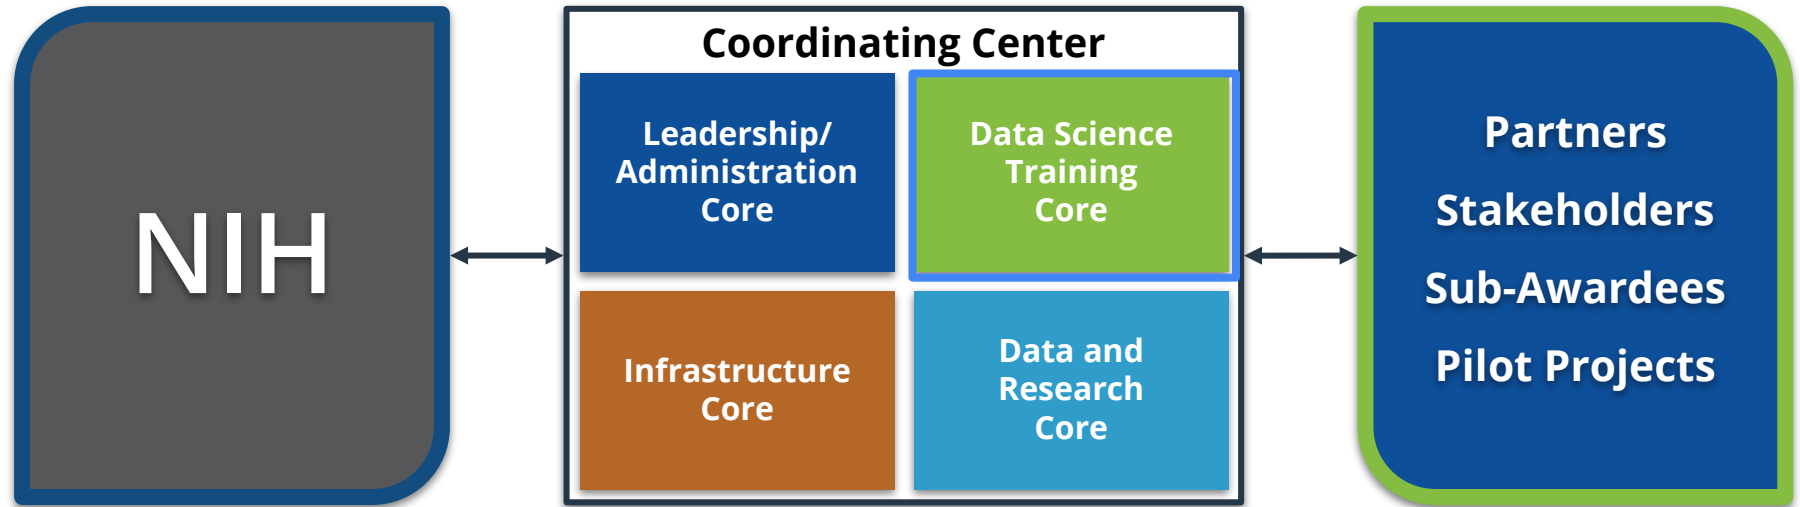 NIH
Coordinating Center
Leadership/
Administration
Core
Data Science
Training
Core
Infrastructure
Core
Data and
Research
Core
Partners
Stakeholders
Sub-Awardees
Pilot Projects